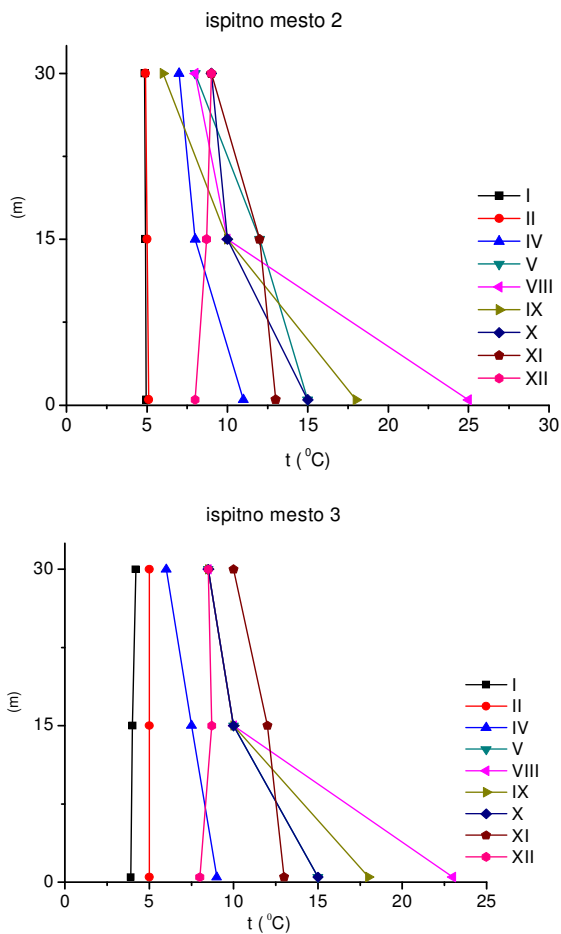 ispitno mesto 2
30
15
0
(m)
0 5 10 15 20 25 30
t ( ⁰C)
I
II
IV
V
VIII
IX
X
XI
XII
ispitno mesto 3
30
15
0
(m)
0 5 10 15 20 25
t ( ⁰C)
I
II
IV
V
VIII
IX
X
XI
XII